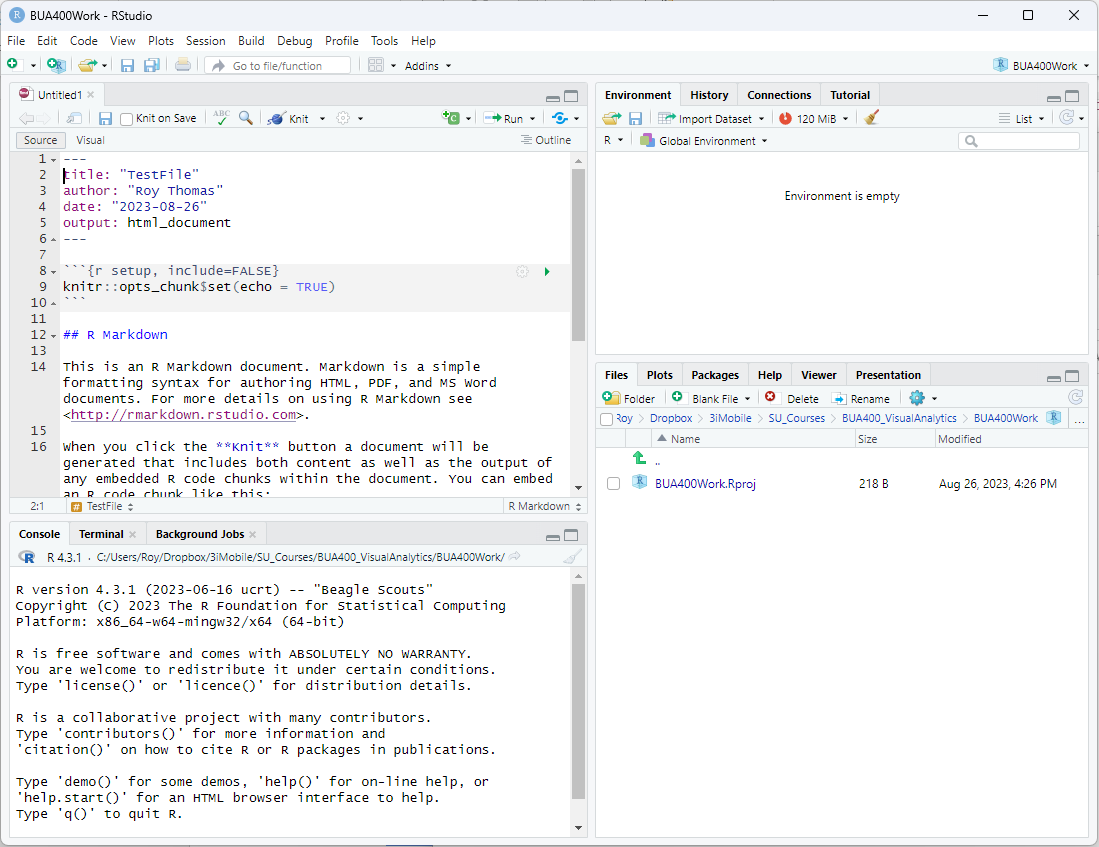 BUA400Work - RStudio
File Edit Code View Plots Session Build Debug Profile Tools Help
Go to file/function Addins BUA400Work
Untitled1
Knit on Save ABC Knit Run
Source Visual Outline
1 ---
2 title: "TestFile"
3 author: "Roy Thomas"
4 date: "2023-08-26"
5 output: html_document
6 ---
7
8 ```{r setup, include=FALSE}
9 knitr::opts_chunk$set(echo = TRUE)
10 ```
11
12 ## R Markdown
13
14 This is an R Markdown document. Markdown is a simple
formatting syntax for authoring HTML, PDF, and MS Word
documents. For more details on using R Markdown see
<http://rmarkdown.rstudio.com>.
15
16 When you click the **Knit** button a document will be
generated that includes both content as well as the output of
any embedded R code chunks within the document. You can embed
an R code chunk like this:
2:1 # TestFile R Markdown
Console Terminal Background Jobs
R R 4.3.1 · C:/Users/Roy/Dropbox/3iMobile/SU_Courses/BUA400_VisualAnalytics/BUA400Work/
R version 4.3.1 (2023-06-16 ucrt) -- "Beagle Scouts"
Copyright (C) 2023 The R Foundation for Statistical Computing
Platform: x86_64-w64-mingw32/x64 (64-bit)
R is free software and comes with ABSOLUTELY NO WARRANTY.
You are welcome to redistribute it under certain conditions.
Type 'license()' or 'licence()' for distribution details.
R is a collaborative project with many contributors.
Type 'contributors()' for more information and
'citation()' on how to cite R or R packages in publications.
Type 'demo()' for some demos, 'help()' for on-line help, or
'help.start()' for an HTML browser interface to help.
Type 'q()' to quit R.
Environment History Connections Tutorial
Import Dataset 120 MiB List
R Global Environment
Environment is empty
Files Plots Packages Help Viewer Presentation
Folder Blank File Delete Rename
Roy Dropbox 3iMobile SU_Courses BUA400_VisualAnalytics BUA400Work ...
Name Size Modified
..
BUA400Work.Rproj 218 B Aug 26, 2023, 4:26 PM